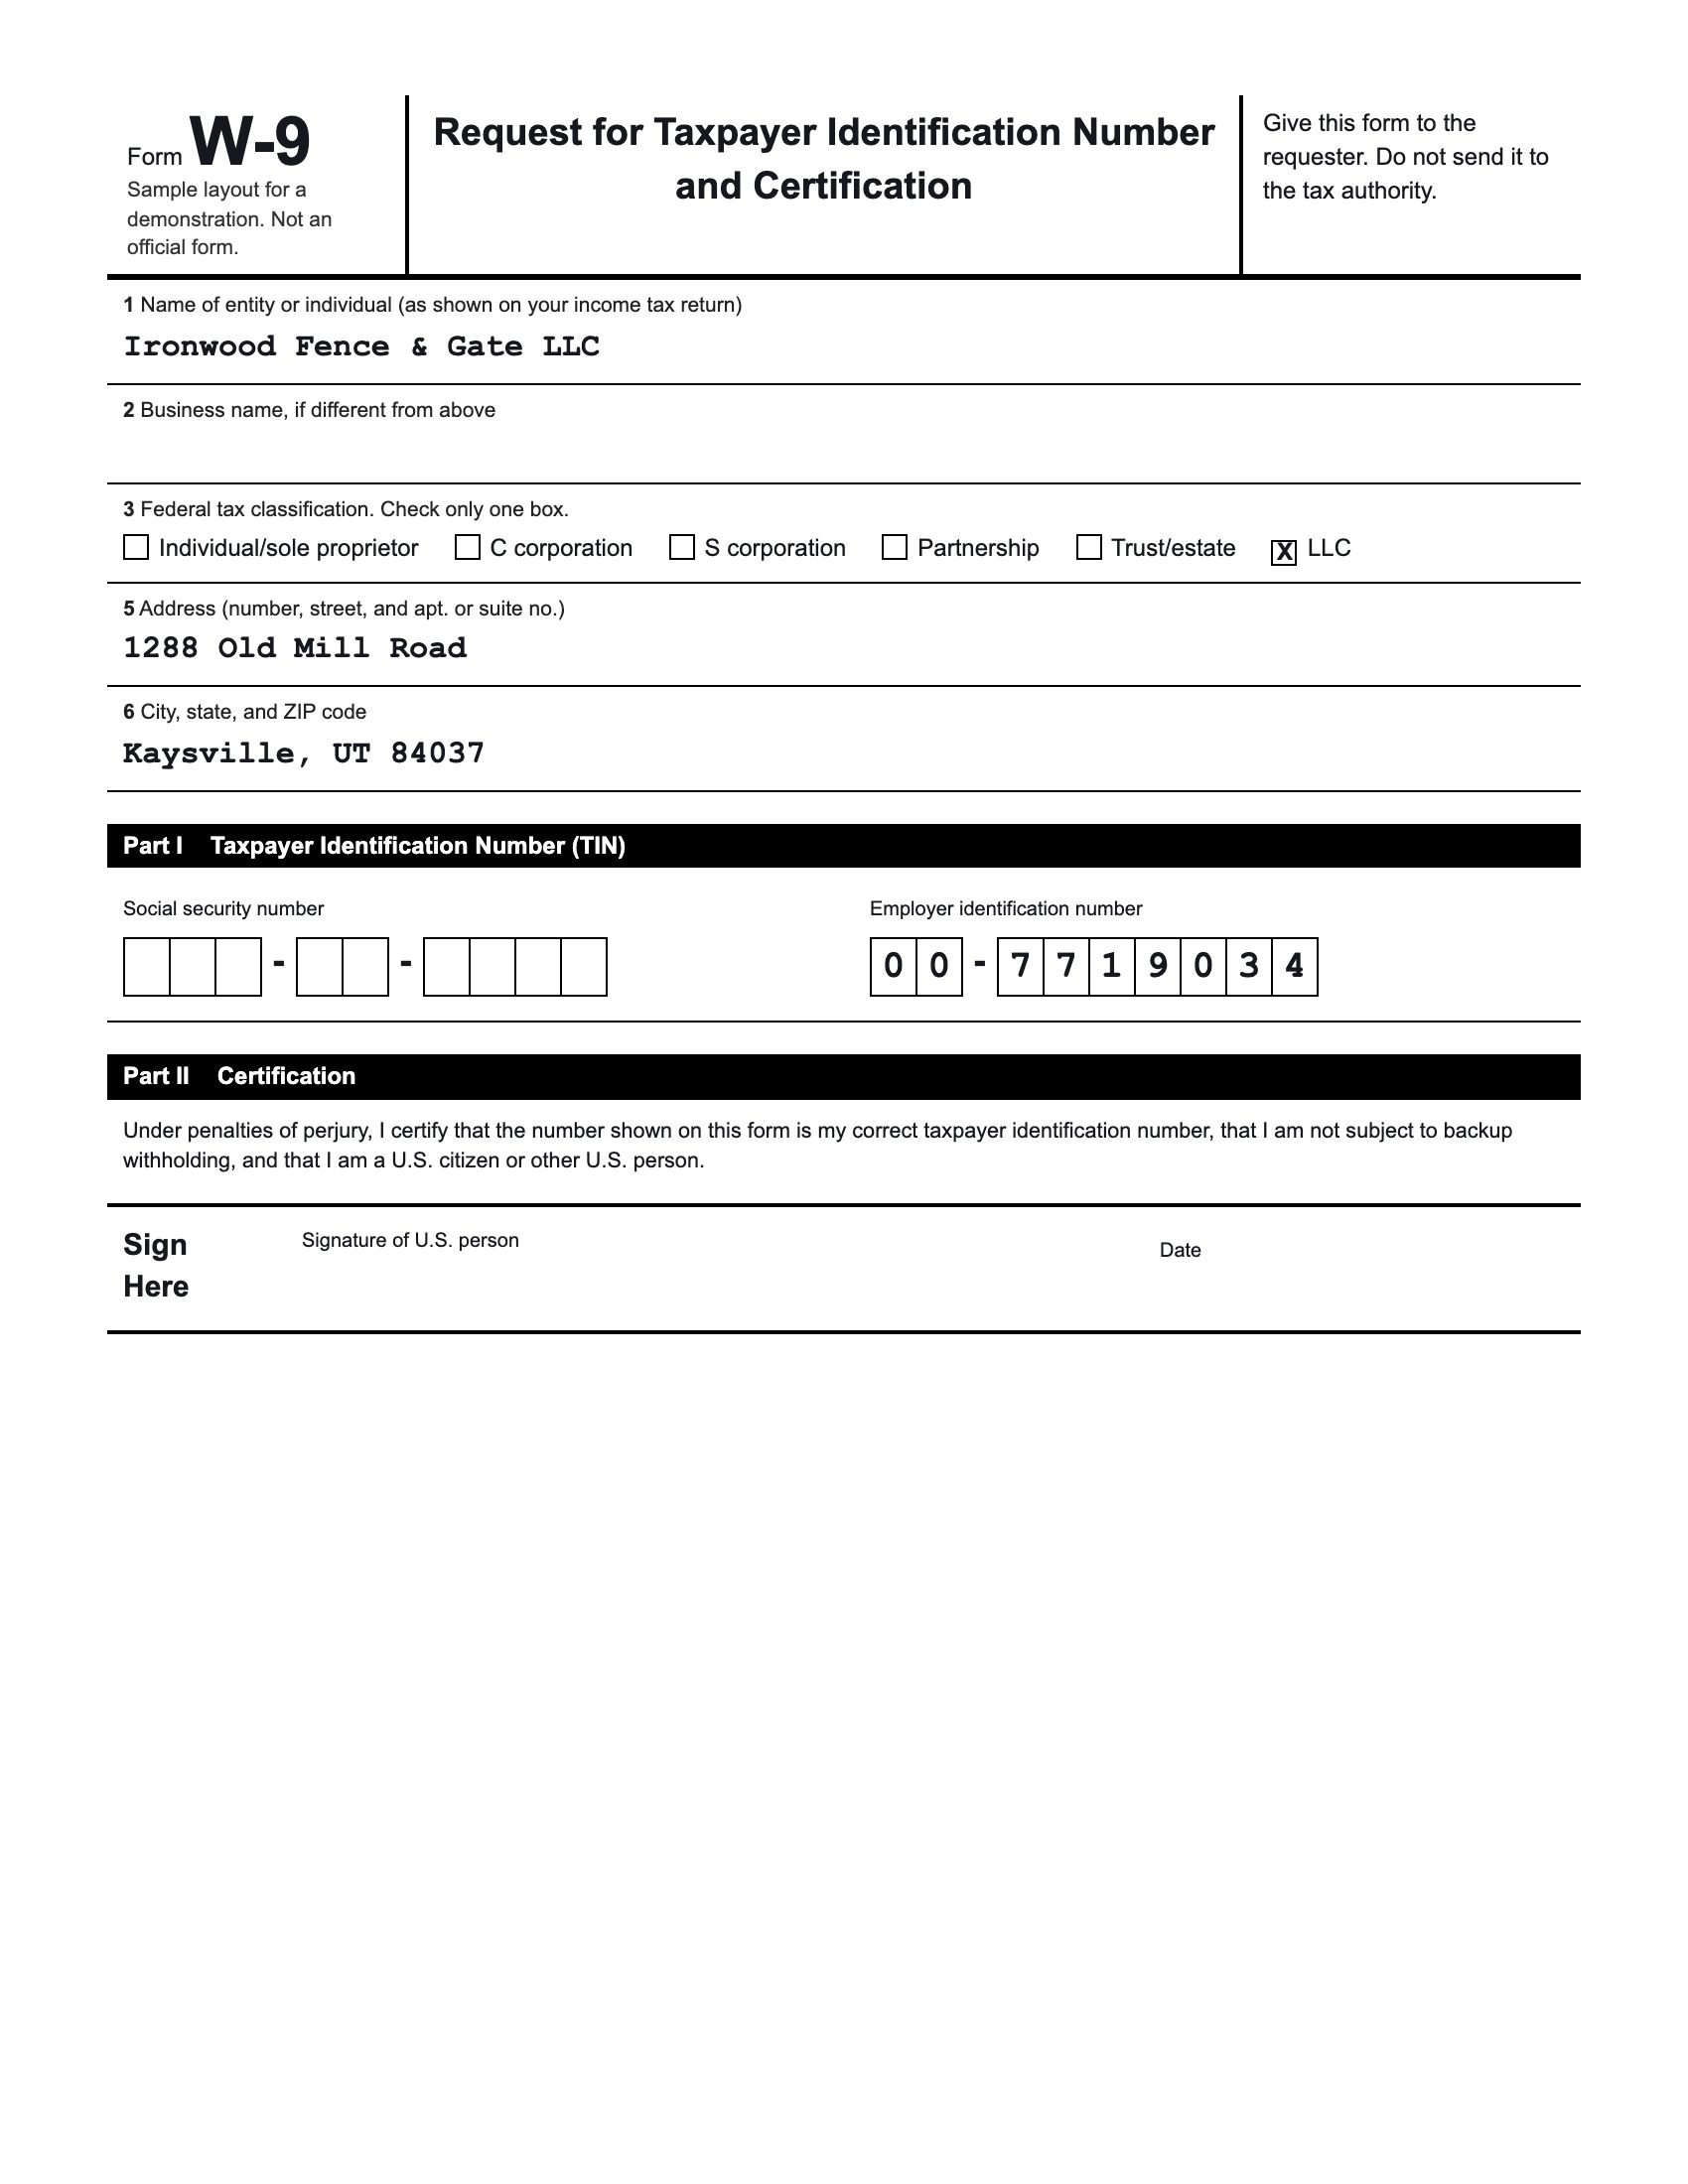 Form W-9
Sample layout for a
demonstration. Not an
official form.
Request for Taxpayer Identification Number
and Certification
Give this form to the
requester. Do not send it to
the tax authority.
1 Name of entity or individual (as shown on your income tax return)
Ironwood Fence & Gate LLC
2 Business name, if different from above
3 Federal tax classification. Check only one box.
Individual/sole proprietor C corporation S corporation Partnership Trust/estate X LLC
5 Address (number, street, and apt. or suite no.)
1288 Old Mill Road
6 City, state, and ZIP code
Kaysville, UT 84037
Part I Taxpayer Identification Number (TIN)
Social security number
- -
Employer identification number
00-7719034
Part II Certification
Under penalties of perjury, I certify that the number shown on this form is my correct taxpayer identification number, that I am not subject to backup
withholding, and that I am a U.S. citizen or other U.S. person.
Sign
Here
Signature of U.S. person
Date